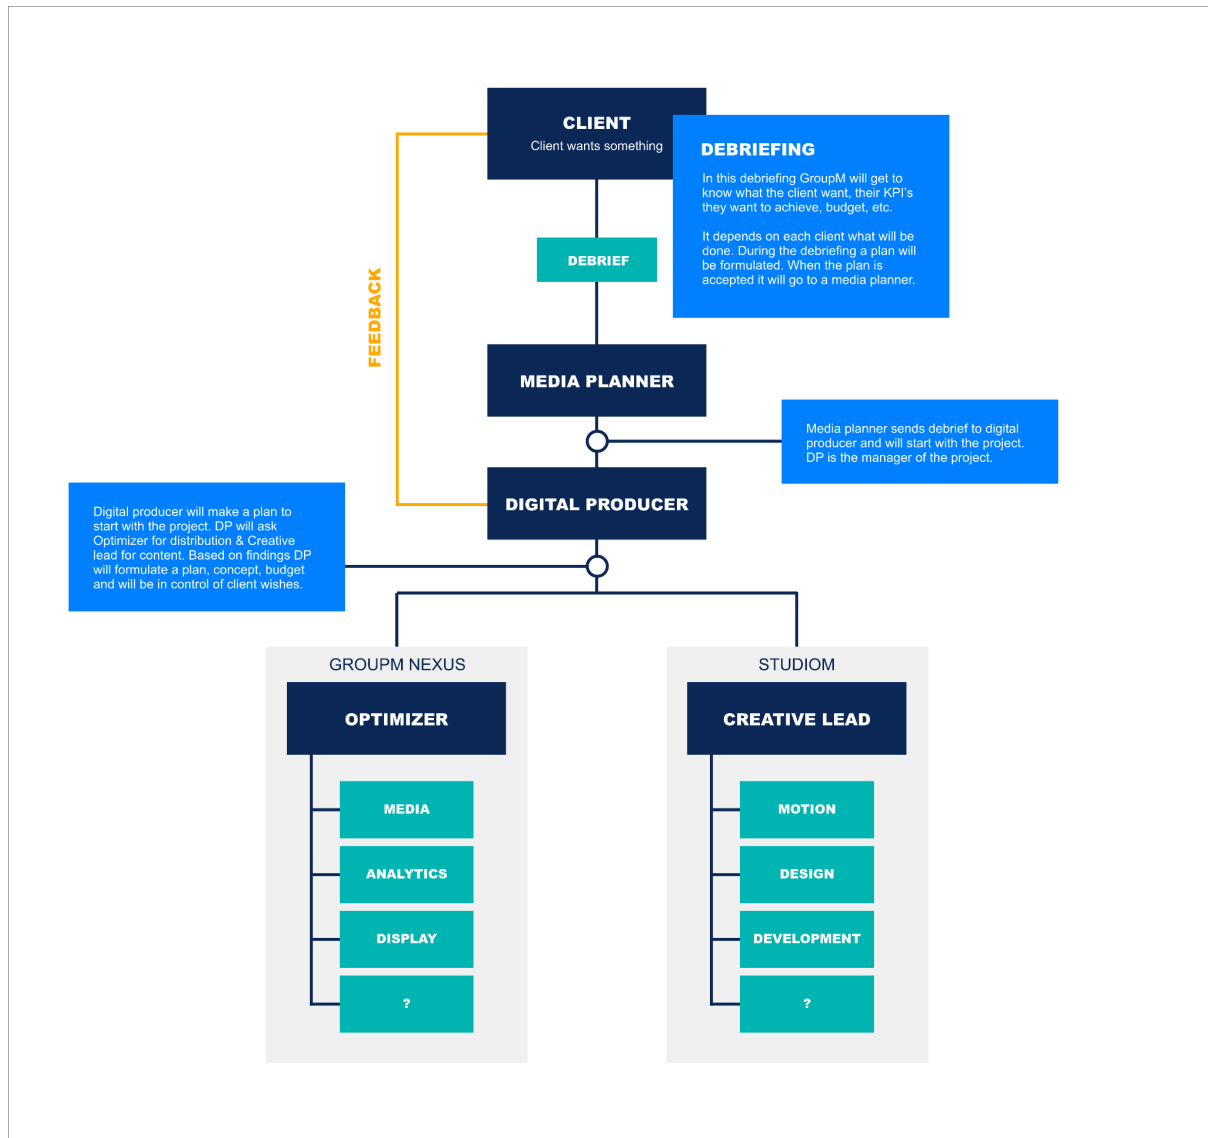 CLIENT
Client wants something
DEBRIEFING
In this debriefing GroupM will get to
know what the client want, their KPI's
they want to achieve, budget, etc.
It depends on each client what will be
done. During the debriefing a plan will
be formulated. When the plan is
accepted it will go to a media planner.
DEBRIEF
FEEDBACK
MEDIA PLANNER
Media planner sends debrief to digital
producer and will start with the project.
DP is the manager of the project.
DIGITAL PRODUCER
Digital producer will make a plan to
start with the project. DP will ask
Optimizer for distribution & Creative
lead for content. Based on findings DP
will formulate a plan, concept, budget
and will be in control of client wishes.
GROUPM NEXUS
OPTIMIZER
MEDIA
ANALYTICS
DISPLAY
?
STUDIOM
CREATIVE LEAD
MOTION
DESIGN
DEVELOPMENT
?